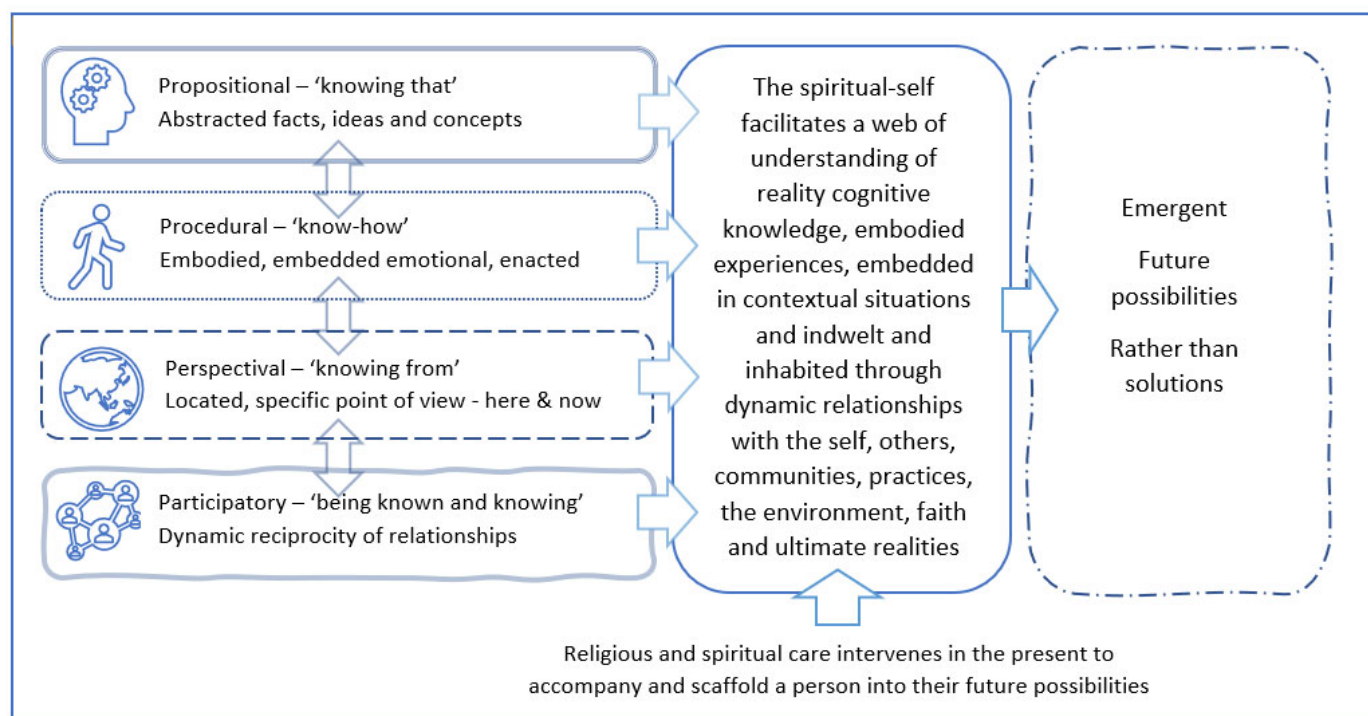 Propositional – ‘knowing that’
Abstracted facts, ideas and concepts
Procedural – ‘know-how’
Embodied, embedded emotional, enacted
Perspectival – ‘knowing from’
Located, specific point of view - here & now
Participatory – ‘being known and knowing’
Dynamic reciprocity of relationships
The spiritual-self
facilitates a web of
understanding of
reality cognitive
knowledge, embodied
experiences, embedded
in contextual situations
and indwelt and
inhabited through
dynamic relationships
with the self, others,
communities, practices,
the environment, faith
and ultimate realities
Emergent
Future
possibilities
Rather than
solutions
Religious and spiritual care intervenes in the present to
accompany and scaffold a person into their future possibilities